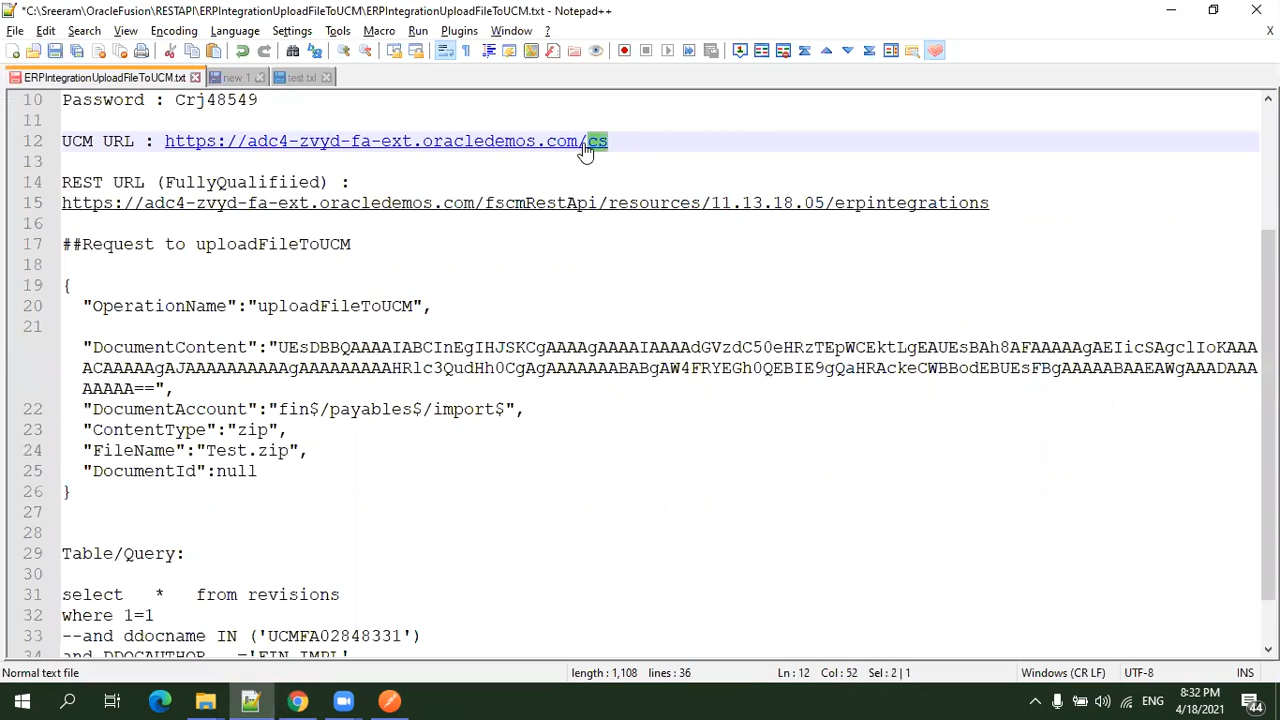 *C:\Sreeram\OracleFusion\RESTAPI\ERPIntegrationUploadFileToUCM\ERPIntegrationUploadFileToUCM.txt - Notepad++
File Edit Search View Encoding Language Settings Tools Macro Run Plugins Window ? X
ERPIntegrationUploadFileToUCM.txt new 1 test.txt
10 Password : Crj48549
11
12 UCM URL : https://adc4-zvyd-fa-ext.oracledemos.com/cs
13
14 REST URL (FullyQualifiied) :
15 https://adc4-zvyd-fa-ext.oracledemos.com/fscmRestApi/resources/11.13.18.05/erpintegrations
16
17 ##Request to uploadFileToUCM
18
19 {
20 "OperationName":"uploadFileToUCM",
21
"DocumentContent":"UEsDBBQAAAAIABCInEgIHJSKCgAAAAgAAAAIAAAAdGVzdC50eHRzTEpWCEktLgEAUEsBAh8AFAAAAAgAEIicSAgclIoKAAA
ACAAAAAgAJAAAAAAAAAAgAAAAAAAAAHRlc3QudHh0CgAgAAAAAAABABgAW4FRYEGh0QEBIE9gQaHRAckeCWBBodEBUEsFBgAAAAABAAEAWgAAADAAA
AAAAA==",
22 "DocumentAccount":"fin$/payables$/import$",
23 "ContentType":"zip",
24 "FileName":"Test.zip",
25 "DocumentId":null
26 }
27
28
29 Table/Query:
30
31 select * from revisions
32 where 1=1
33 --and ddocname IN ('UCMFA02848331')
34 and DDOCAUTHOR ='FIN_IMPL'
Normal text file length : 1,108 lines : 36 Ln : 12 Col : 52 Sel : 2 | 1 Windows (CR LF) UTF-8 INS
ENG 8:32 PM
4/18/2021 44